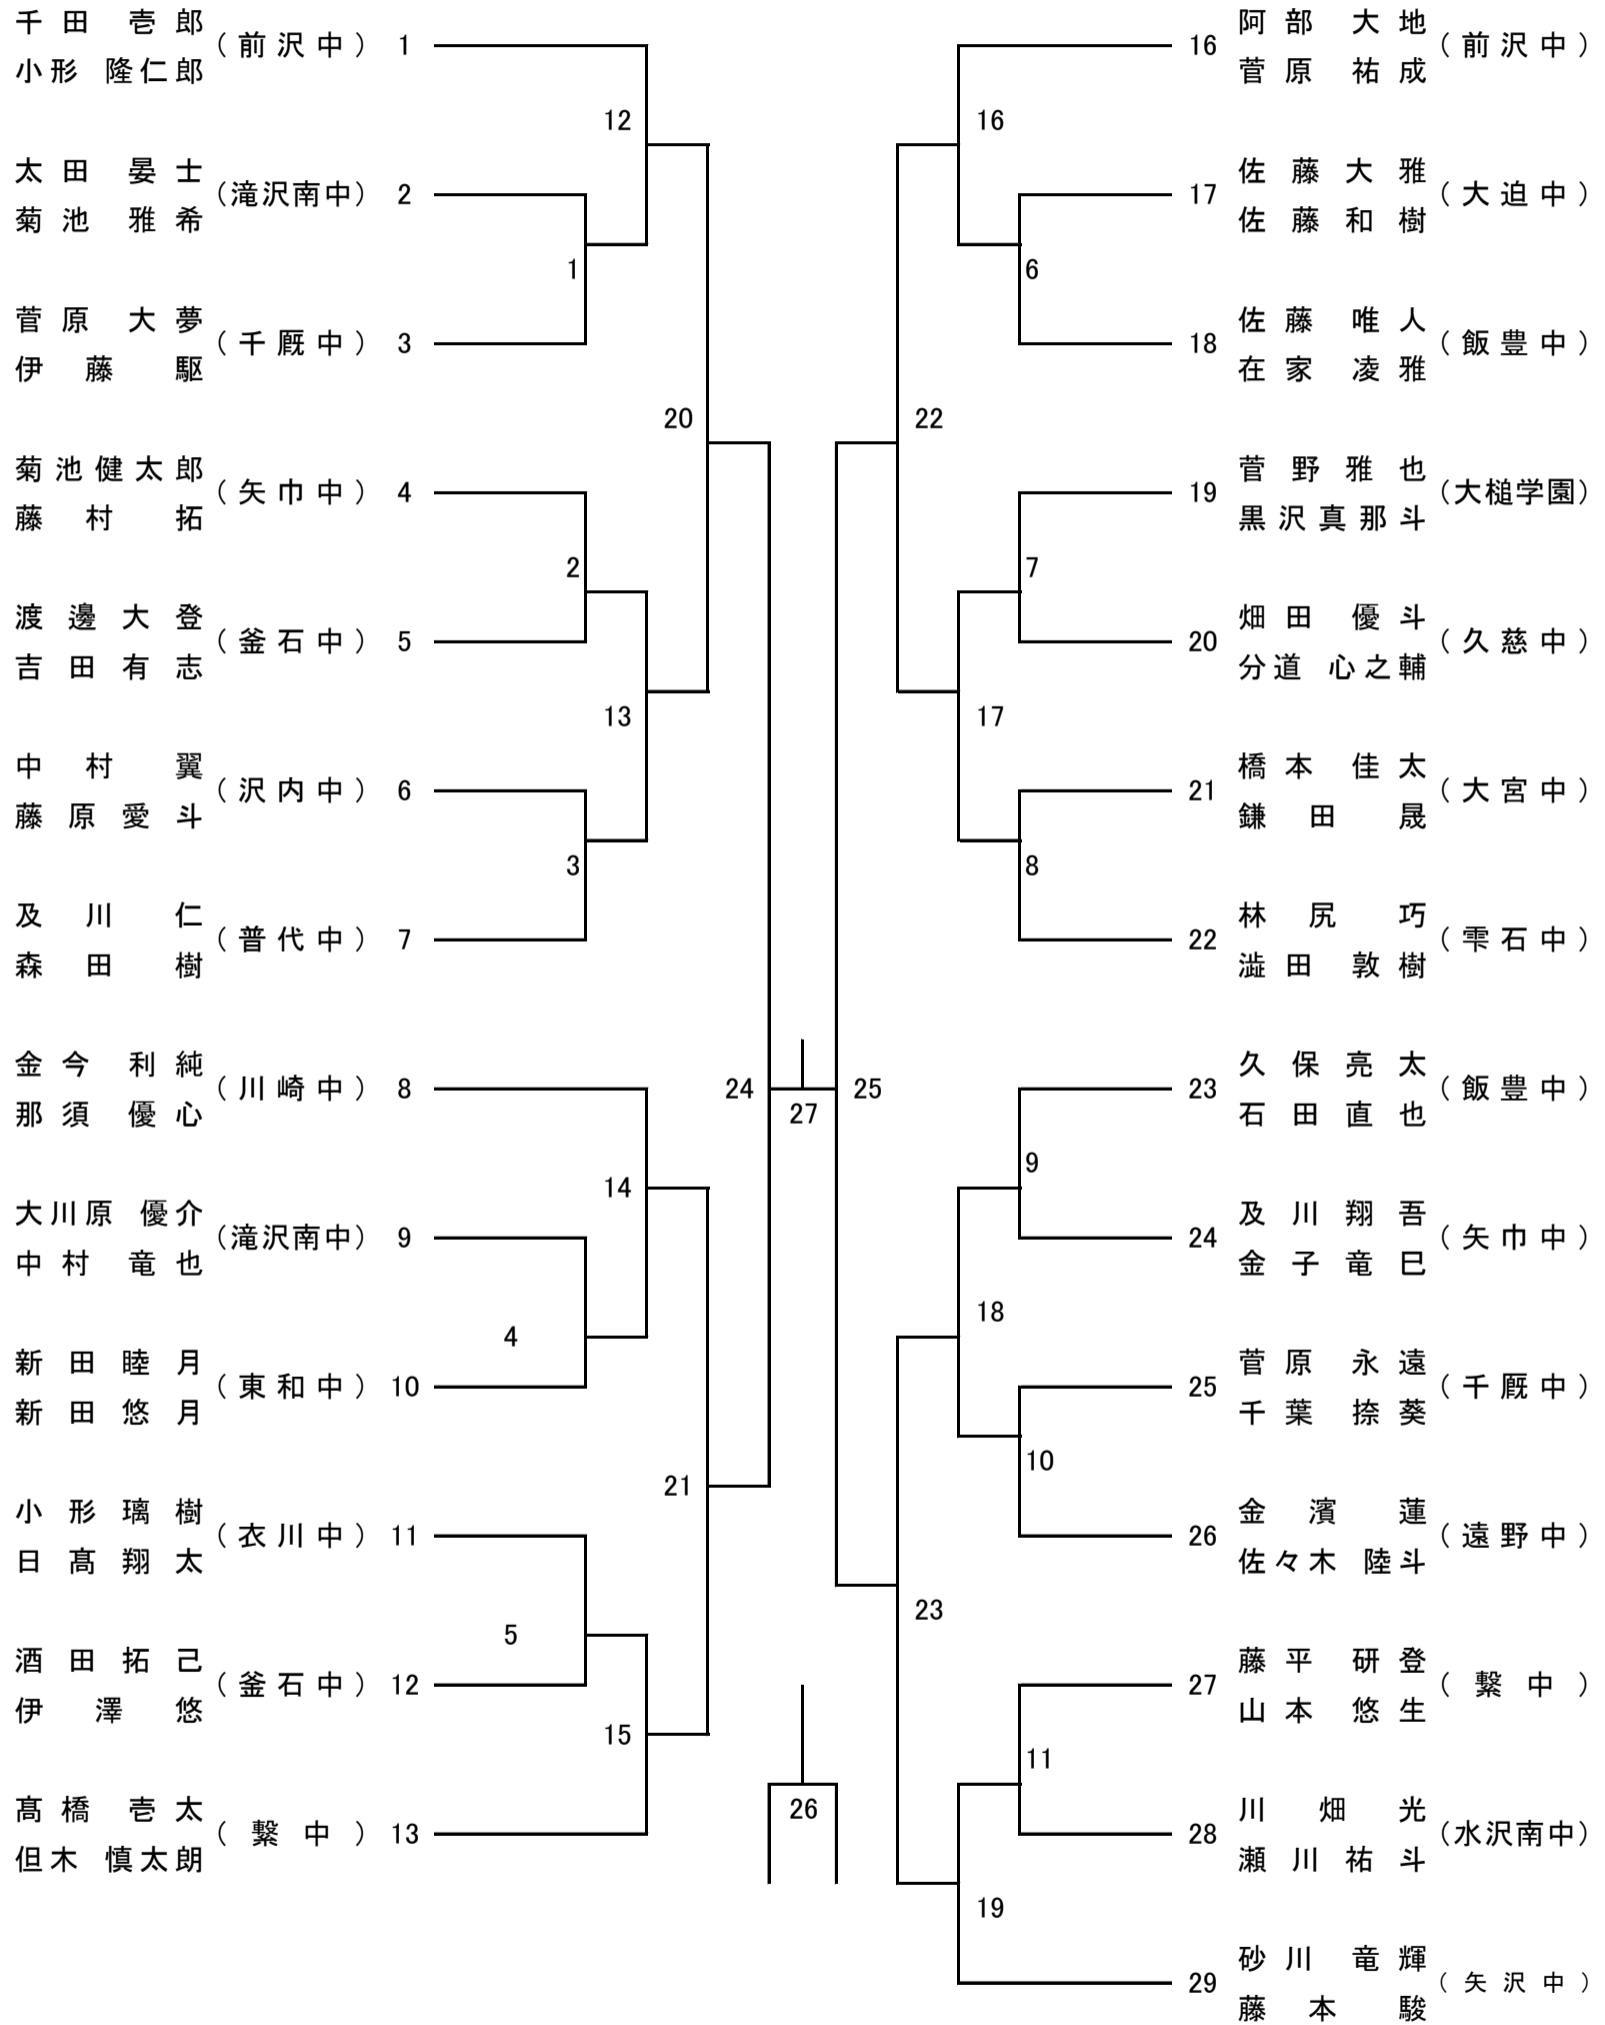 千田 壱郎
小形 隆仁郎
(前沢中) 1
太田 晏士
菊池 雅希
(滝沢南中) 2
菅原 大夢
伊藤 駆
(千厩中) 3
菊池健太郎
藤村 拓
(矢巾中) 4
渡邊大登
吉田有志
(釜石中) 5
中村 翼
藤原愛斗
(沢内中) 6
及川 仁
森田 樹
(普代中) 7
金今 利純
那須 優心
(川崎中) 8
大川原 優介
中村 竜也
(滝沢南中) 9
新田睦月
新田悠月
(東和中) 10
小形璃樹
日髙翔太
(衣川中) 11
酒田拓己
伊澤 悠
(釜石中) 12
髙橋 壱太
但木 慎太朗
(繋中) 13
12
1
20
2
13
3
14
4
21
5
15
24
27
25
26
16
6
22
7
17
8
9
18
10
23
11
19
16 阿部 大地
菅原 祐成
(前沢中)
17 佐藤大雅
佐藤和樹
(大迫中)
18 佐藤 唯人
在家 凌雅
(飯豊中)
19 菅野雅也
黒沢真那斗
(大槌学園)
20 畑田 優斗
分道 心之輔
(久慈中)
21 橋本 佳太
鎌田 晟
(大宮中)
22 林尻 巧
澁田 敦樹
(雫石中)
23 久保亮太
石田直也
(飯豊中)
24 及川翔吾
金子竜巳
(矢巾中)
25 菅原 永遠
千葉 捺葵
(千厩中)
26 金濱 蓮
佐々木 陸斗
(遠野中)
27 藤平 研登
山本 悠生
(繋中)
28 川畑 光
瀬川祐斗
(水沢南中)
29 砂川 竜輝
藤本 駿
(矢沢中)